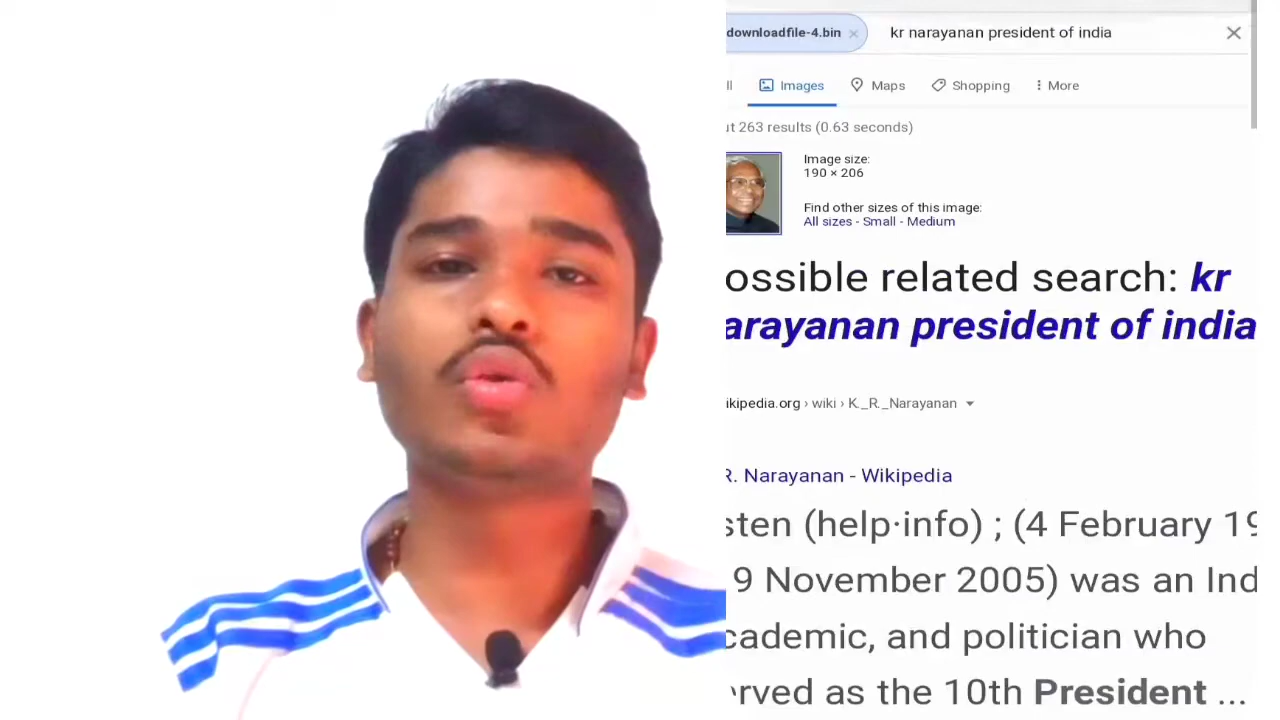 downloadfile-4.bin × kr narayanan president of india ×
ll Images Maps Shopping More
ut 263 results (0.63 seconds)
Image size:
190 × 206
Find other sizes of this image:
All sizes - Small - Medium
ossible related search: kr
arayanan president of india
ikipedia.org › wiki › K._R._Narayanan
R. Narayanan - Wikipedia
sten (help·info) ; (4 February 19
9 November 2005) was an Ind
cademic, and politician who
rved as the 10th President ...